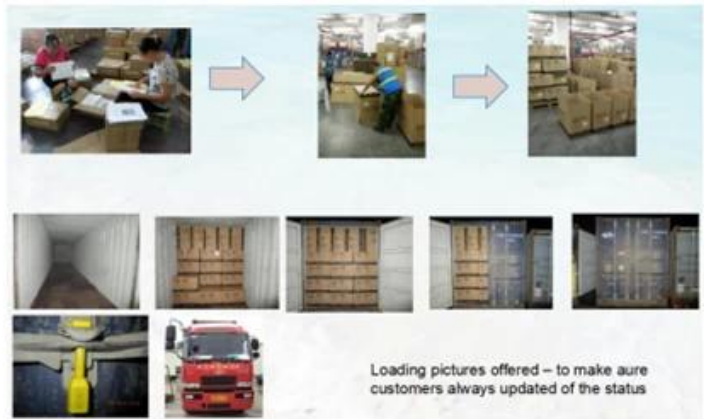 Loading pictures offered – to make aure
customers always updated of the status